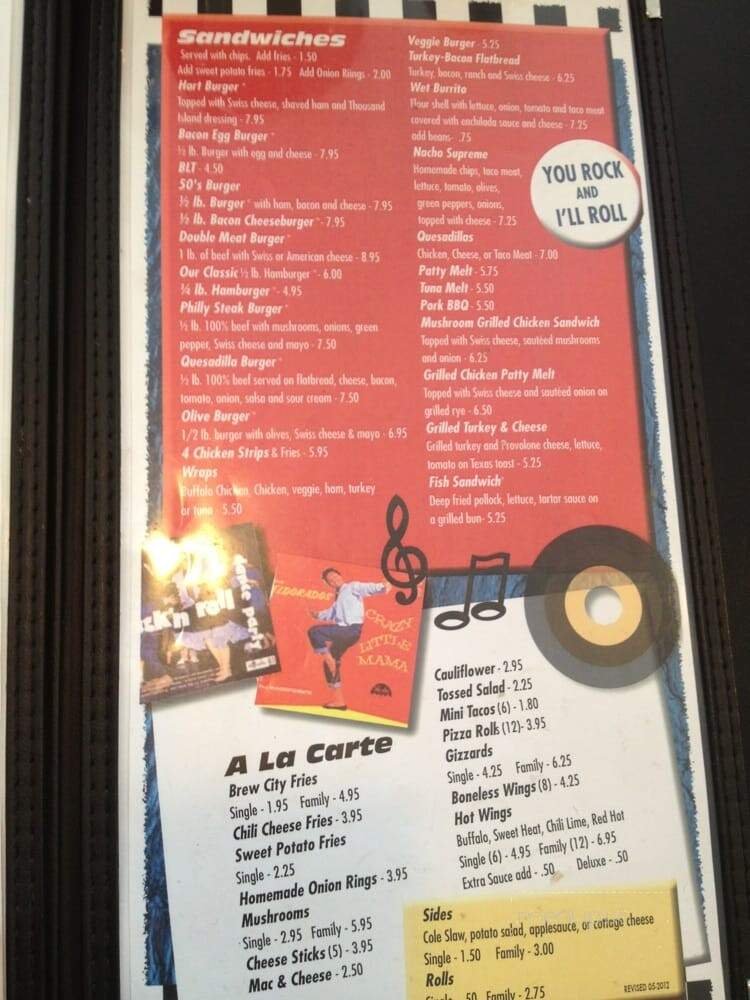 Sandwiches
Served with chips. Add fries - 1.50
Add sweet potato fries - 1.75 Add Onion Riings - 2.00
Hart Burger*
Topped with Swiss cheese, shaved ham and Thousand
Island dressing - 7.95
Bacon Egg Burger*
½ lb. Burger with egg and cheese - 7.95
BLT - 4.50
50's Burger
½ lb. Burger* with ham, bacon and cheese - 7.95
½ lb. Bacon Cheeseburger* - 7.95
Double Meat Burger*
1 lb. of beef with Swiss or American cheese - 8.95
Our Classic ½ lb. Hamburger* - 6.00
¼ lb. Hamburger* - 4.95
Philly Steak Burger*
½ lb. 100% beef with mushrooms, onions, green
pepper, Swiss cheese and mayo - 7.50
Quesadilla Burger*
½ lb. 100% beef served on flatbread, cheese, bacon,
tomato, onion, salsa and sour cream - 7.50
Olive Burger*
1/2 lb. burger with olives, Swiss cheese & mayo - 6.95
4 Chicken Strips & Fries - 5.95
Wraps
Buffalo Chicken, Chicken, veggie, ham, turkey
or tuna - 5.50
Veggie Burger - 5.25
Turkey-Bacon Flatbread
Turkey, bacon, ranch and Swiss cheese - 6.25
Wet Burrito
Flour shell with lettuce, onion, tomato and taco meat
covered with enchilada sauce and cheese - 7.25
add beans- .75
Nacho Supreme
Homemade chips, taco meat,
lettuce, tomato, olives,
green peppers, onions,
topped with cheese - 7.25
Quesadillas
Chicken, Cheese, or Taco Meat - 7.00
Patty Melt - 5.75
Tuna Melt - 5.50
Pork BBQ - 5.50
Mushroom Grilled Chicken Sandwich
Topped with Swiss cheese, sautéed mushrooms
and onion - 6.25
Grilled Chicken Patty Melt
Topped with Swiss cheese and sautéed onion on
grilled rye - 6.50
Grilled Turkey & Cheese
Grilled turkey and Provolone cheese, lettuce,
tomato on Texas toast - 5.25
Fish Sandwich*
Deep fried pollock, lettuce, tartar sauce on
a grilled bun- 5.25
YOU ROCK
AND
I'LL ROLL
rock'n roll
dance party
ELDORADOS
CRAZY
LITTLE
MAMA
A La Carte
Brew City Fries
Single - 1.95 Family - 4.95
Chili Cheese Fries - 3.95
Sweet Potato Fries
Single - 2.25
Homemade Onion Rings - 3.95
Mushrooms
Single - 2.95 Family - 5.95
Cheese Sticks (5) - 3.95
Mac & Cheese - 2.50
Cauliflower - 2.95
Tossed Salad - 2.25
Mini Tacos (6) - 1.80
Pizza Rolls (12)- 3.95
Gizzards
Single - 4.25 Family - 6.25
Boneless Wings (8) - 4.25
Hot Wings
Buffalo, Sweet Heat, Chili Lime, Red Hot
Single (6) - 4.95 Family (12) - 6.95
Extra Sauce add - .50 Deluxe - .50
Sides
Cole Slaw, potato salad, applesauce, or cottage cheese
Single - 1.50 Family - 3.00
Rolls
Single - .50 Family - 2.75
REVISED 05-2012